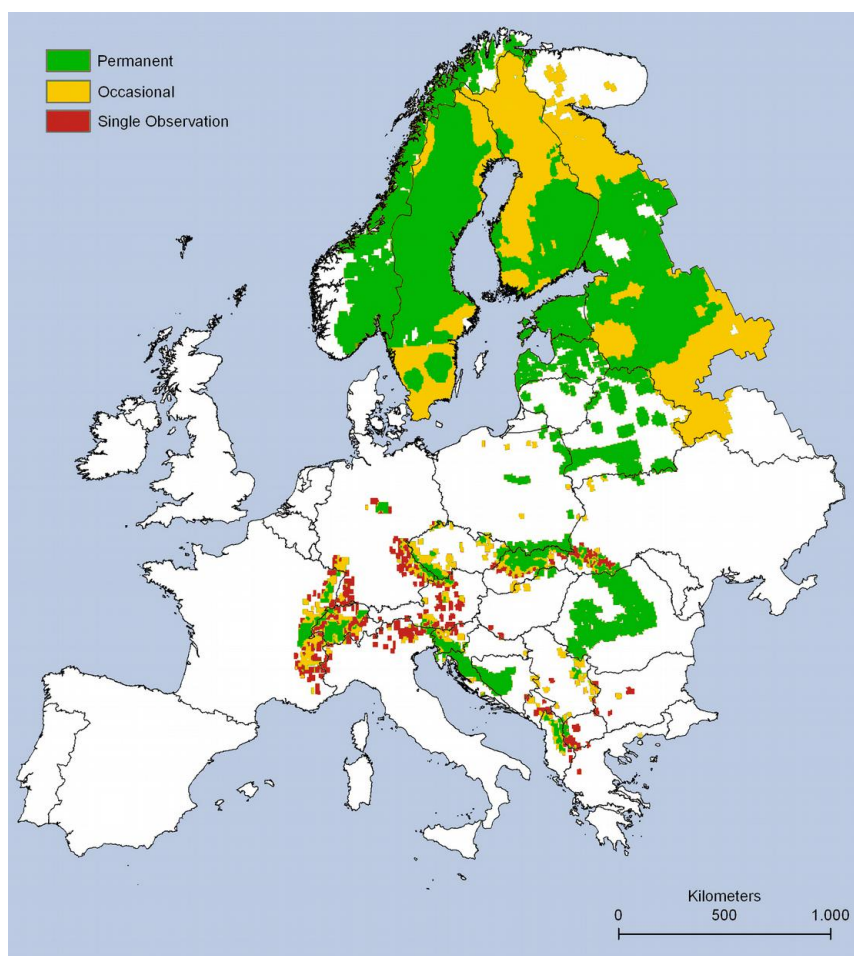 Permanent
Occasional
Single Observation
Kilometers
0 500 1.000